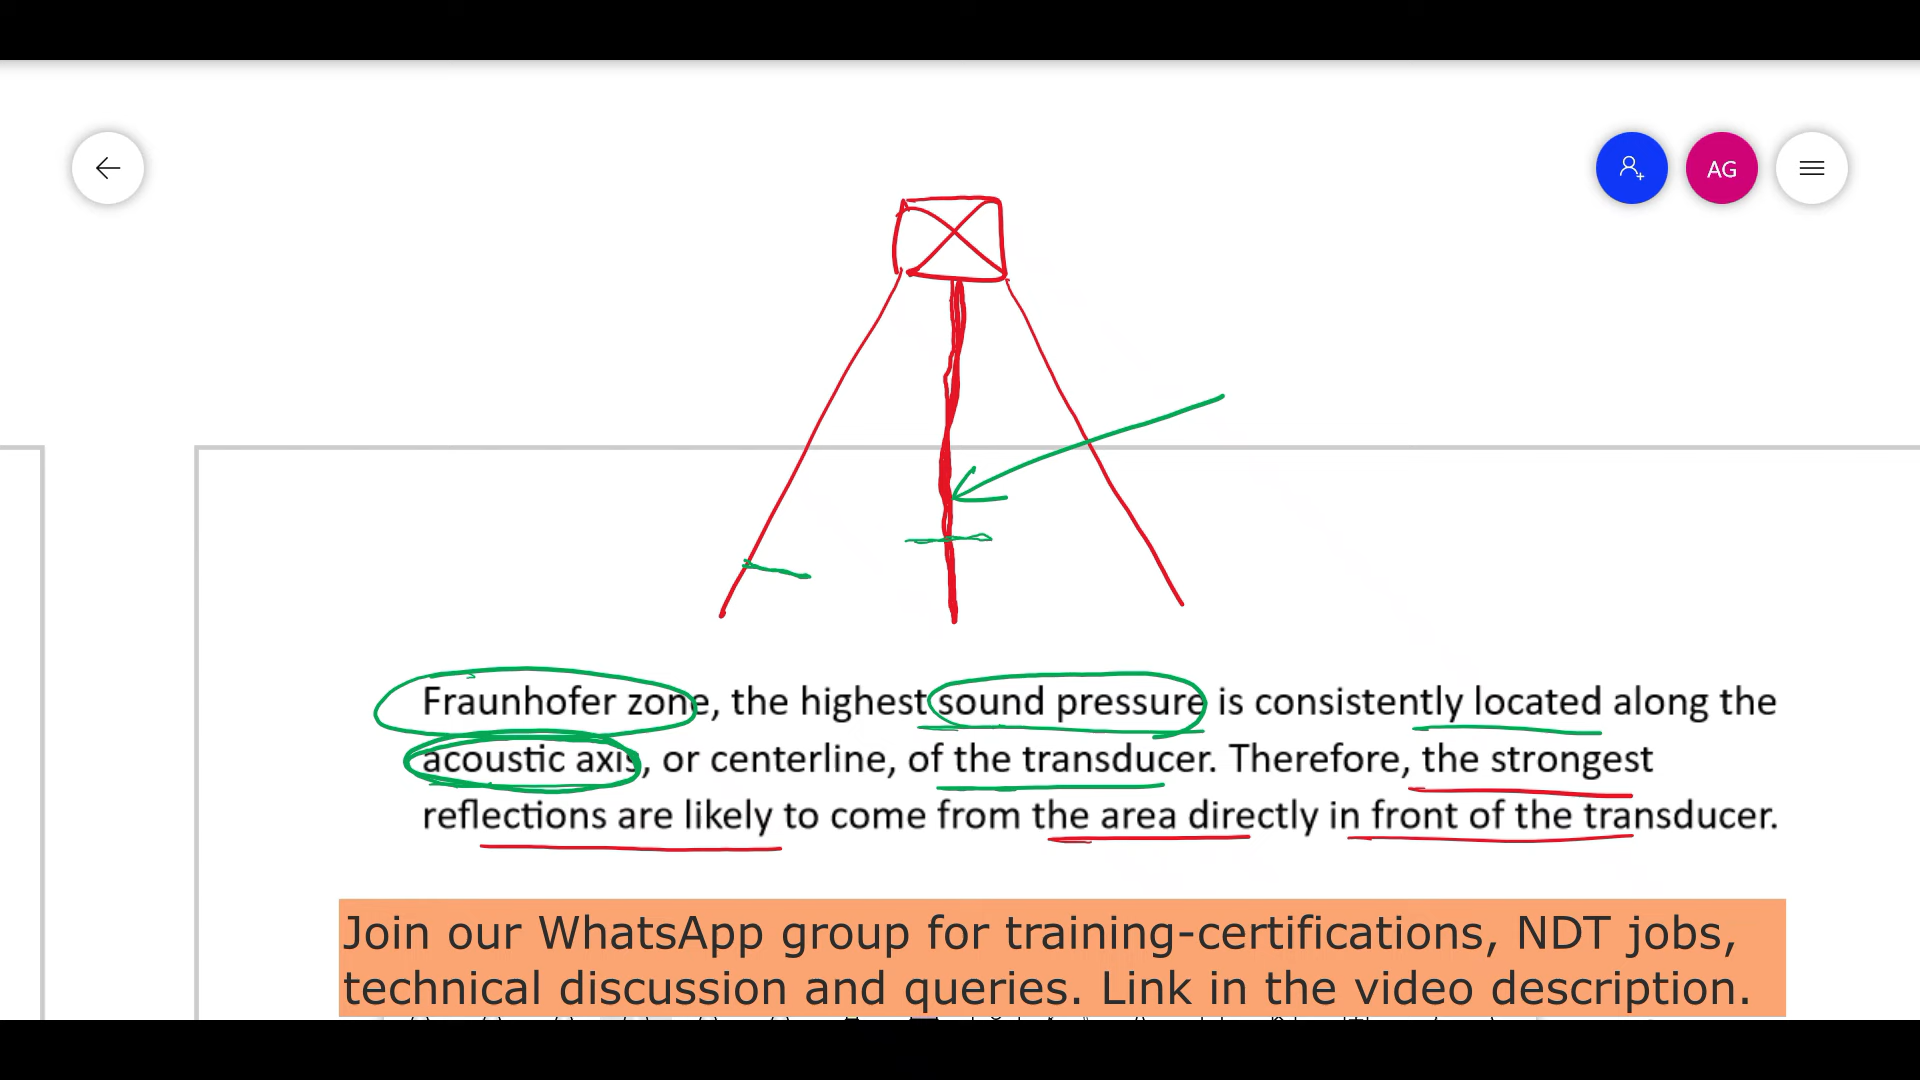 AG
Fraunhofer zone, the highest sound pressure is consistently located along the
acoustic axis, or centerline, of the transducer. Therefore, the strongest
reflections are likely to come from the area directly in front of the transducer.
Join our WhatsApp group for training-certifications, NDT jobs,
technical discussion and queries. Link in the video description.